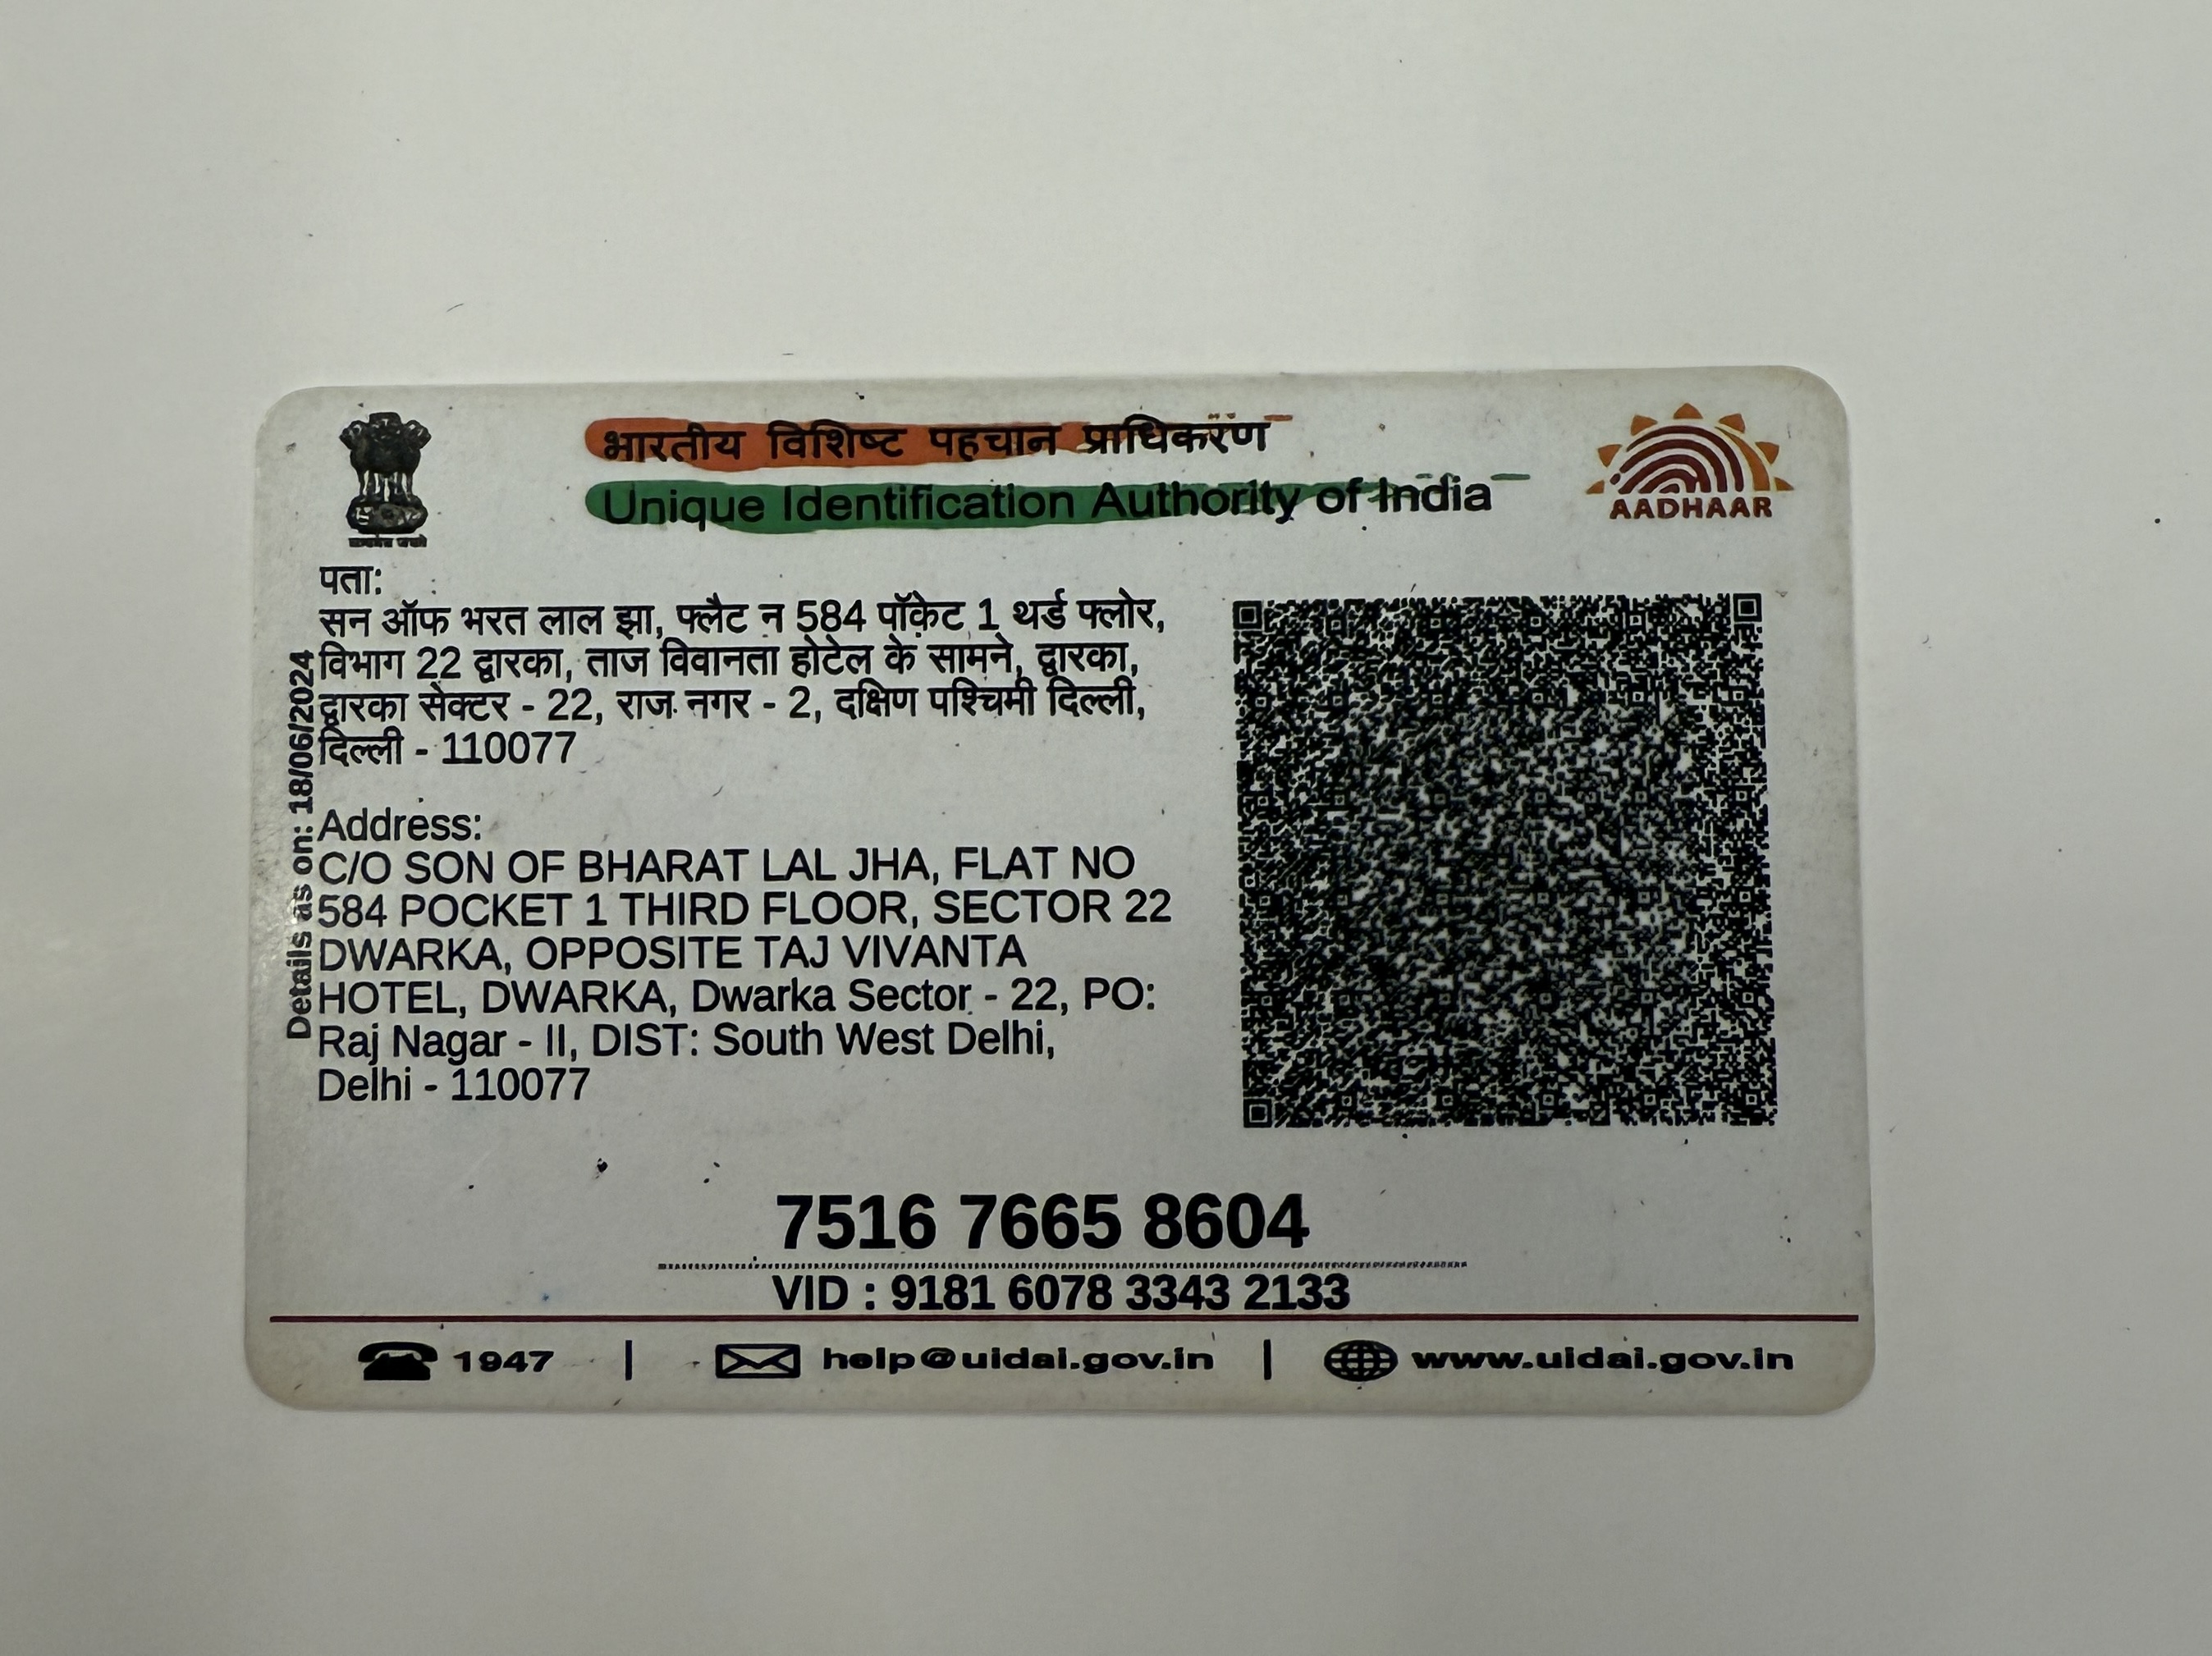 भारतीय विशिष्ट पहचान प्राधिकरण
Unique Identification Authority of India
AADHAAR
पता:
सन ऑफ भरत लाल झा, फ्लैट न 584 पॉकेट 1 थर्ड फ्लोर,
विभाग 22 द्वारका, ताज विवानता होटेल के सामने, द्वारका,
द्वारका सेक्टर - 22, राज नगर - 2, दक्षिण पश्चिमी दिल्ली,
दिल्ली - 110077
Details as on: 18/06/2024
Address:
C/O SON OF BHARAT LAL JHA, FLAT NO
584 POCKET 1 THIRD FLOOR, SECTOR 22
DWARKA, OPPOSITE TAJ VIVANTA
HOTEL, DWARKA, Dwarka Sector - 22, PO:
Raj Nagar - II, DIST: South West Delhi,
Delhi - 110077
7516 7665 8604
VID : 9181 6078 3343 2133
1947 | help@uidai.gov.in | www.uidai.gov.in